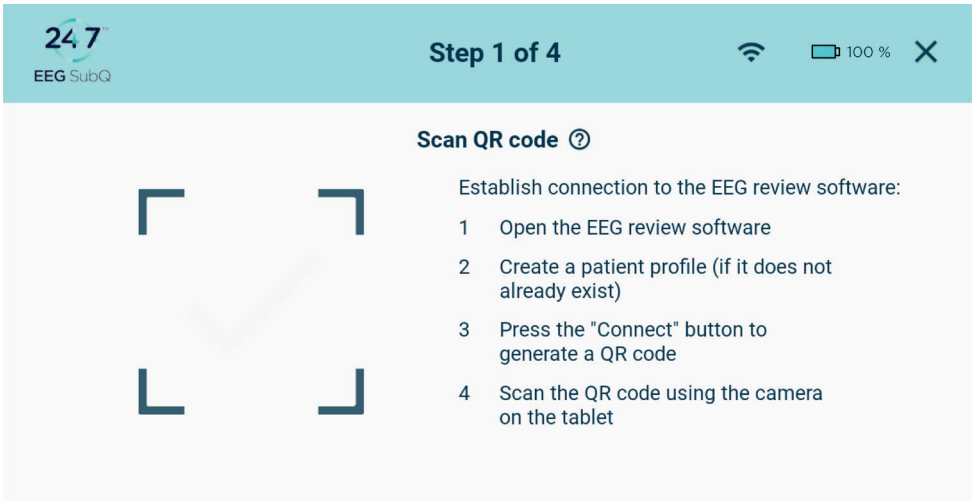 24 7™
EEG SubQ
Step 1 of 4
100 %
Scan QR code
Establish connection to the EEG review software:
1 Open the EEG review software
2 Create a patient profile (if it does not
already exist)
3 Press the "Connect" button to
generate a QR code
4 Scan the QR code using the camera
on the tablet